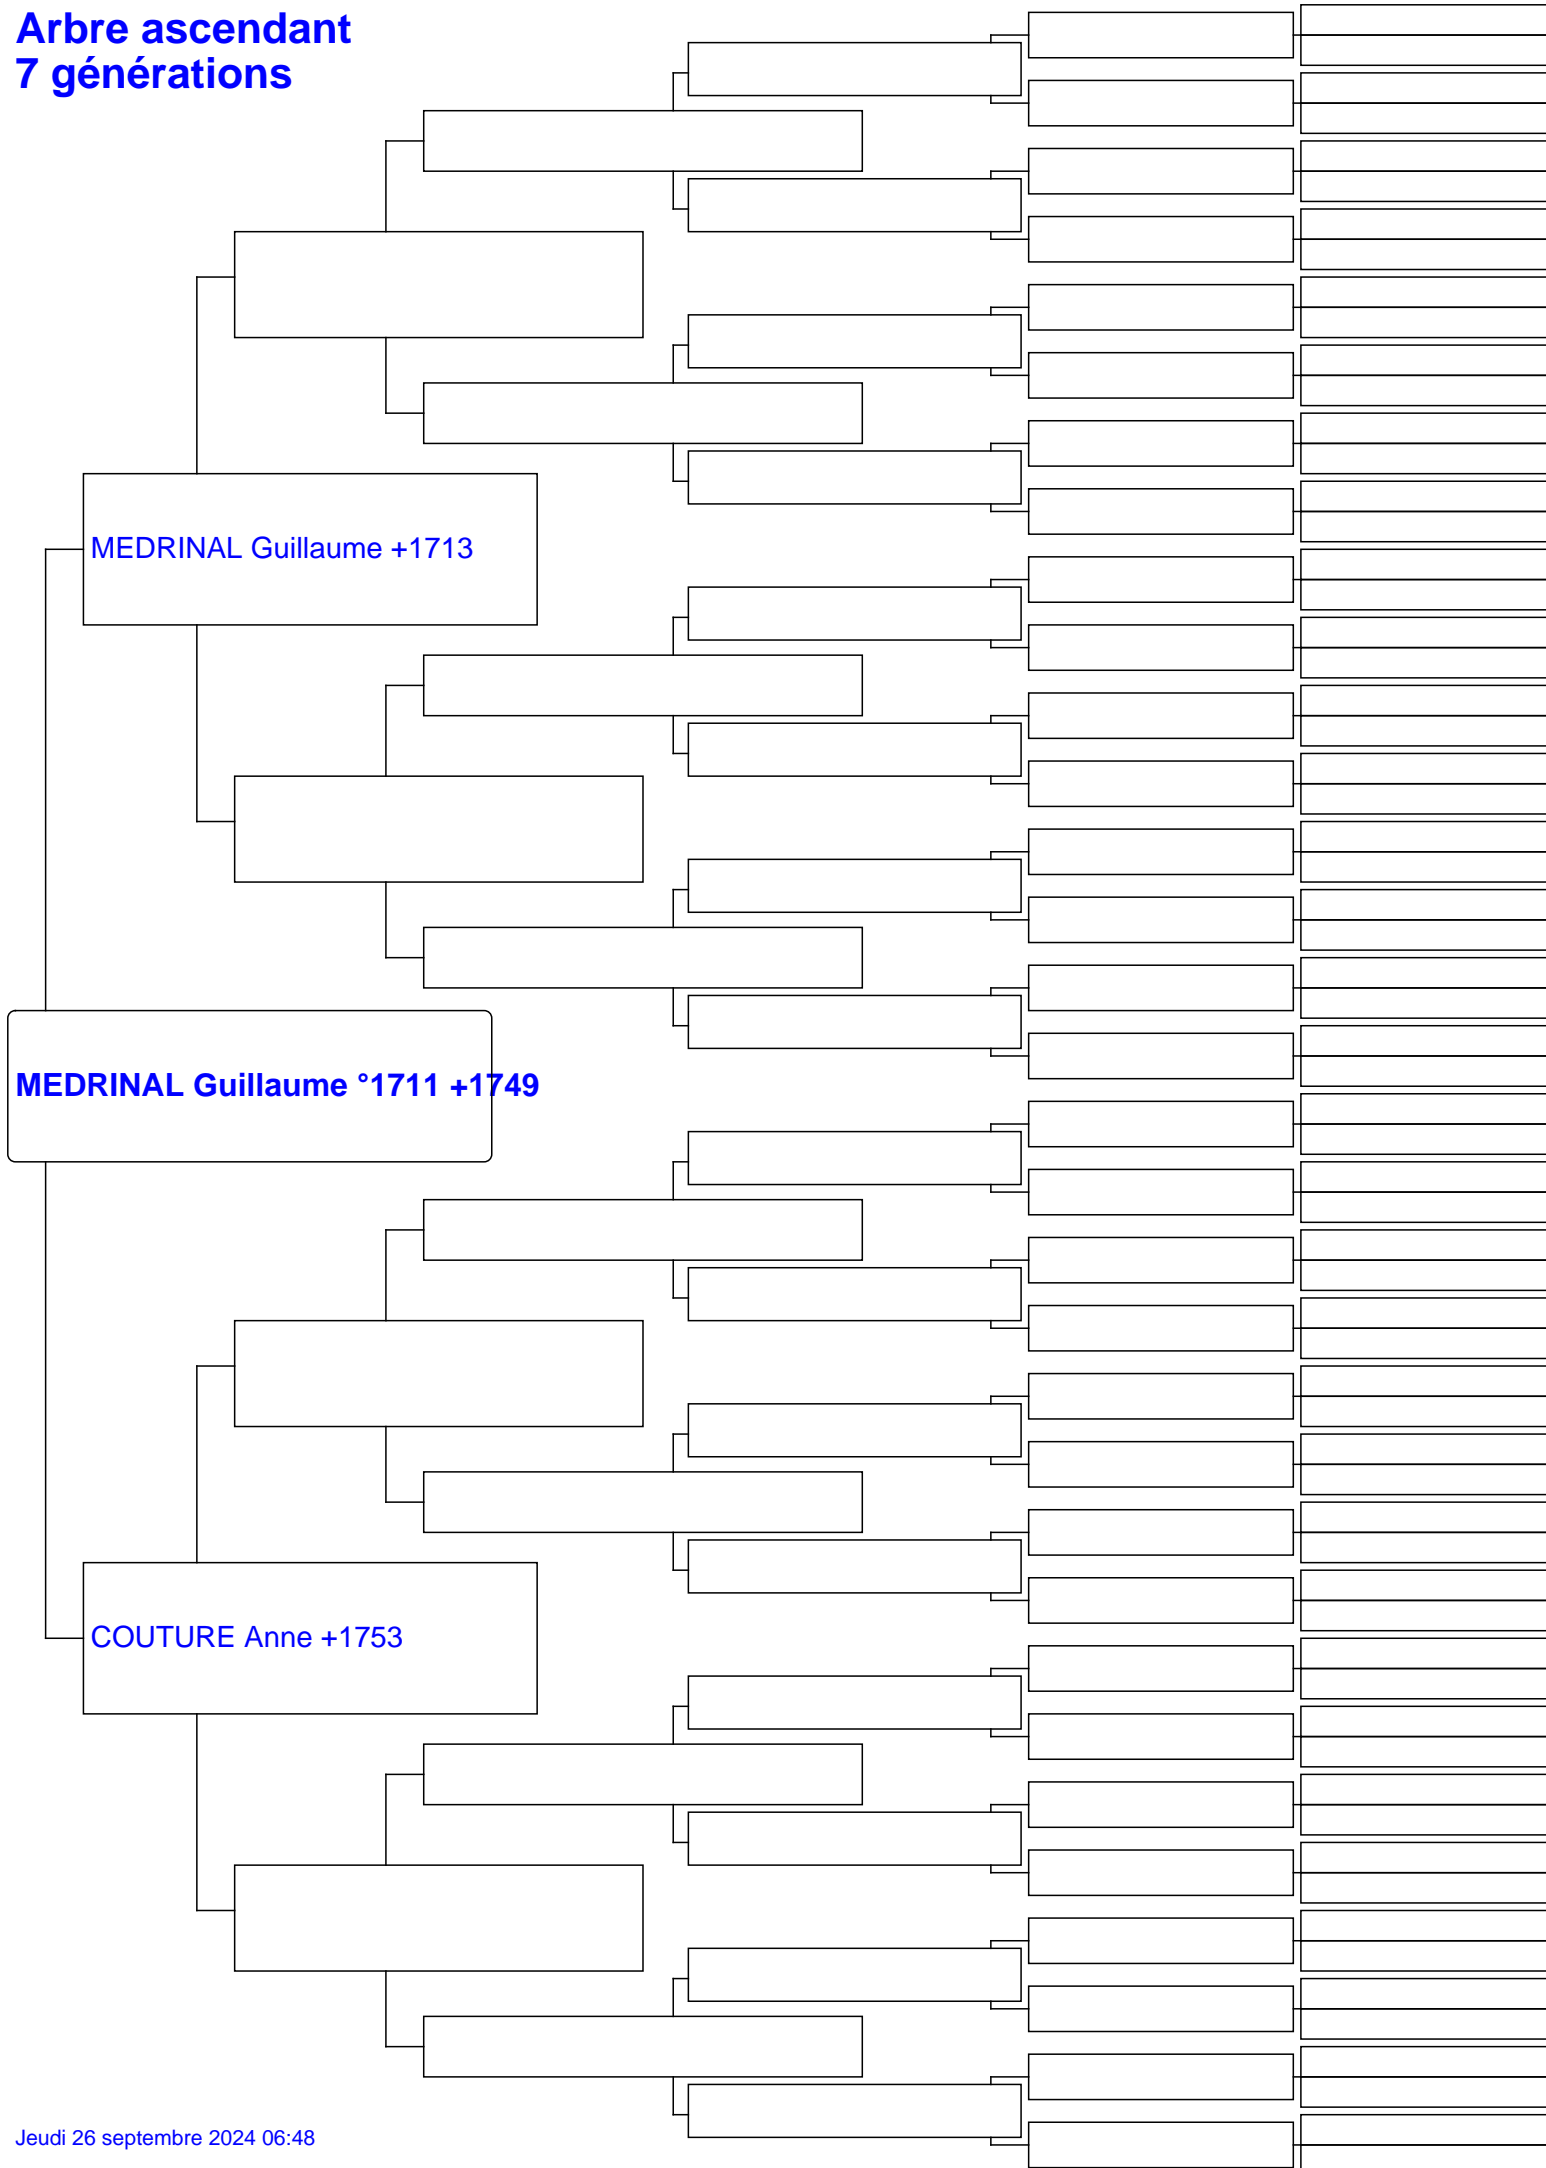 Arbre ascendant
7 générations
MEDRINAL Guillaume +1713
MEDRINAL Guillaume °1711 +1749
COUTURE Anne +1753
Jeudi 26 septembre 2024 06:48